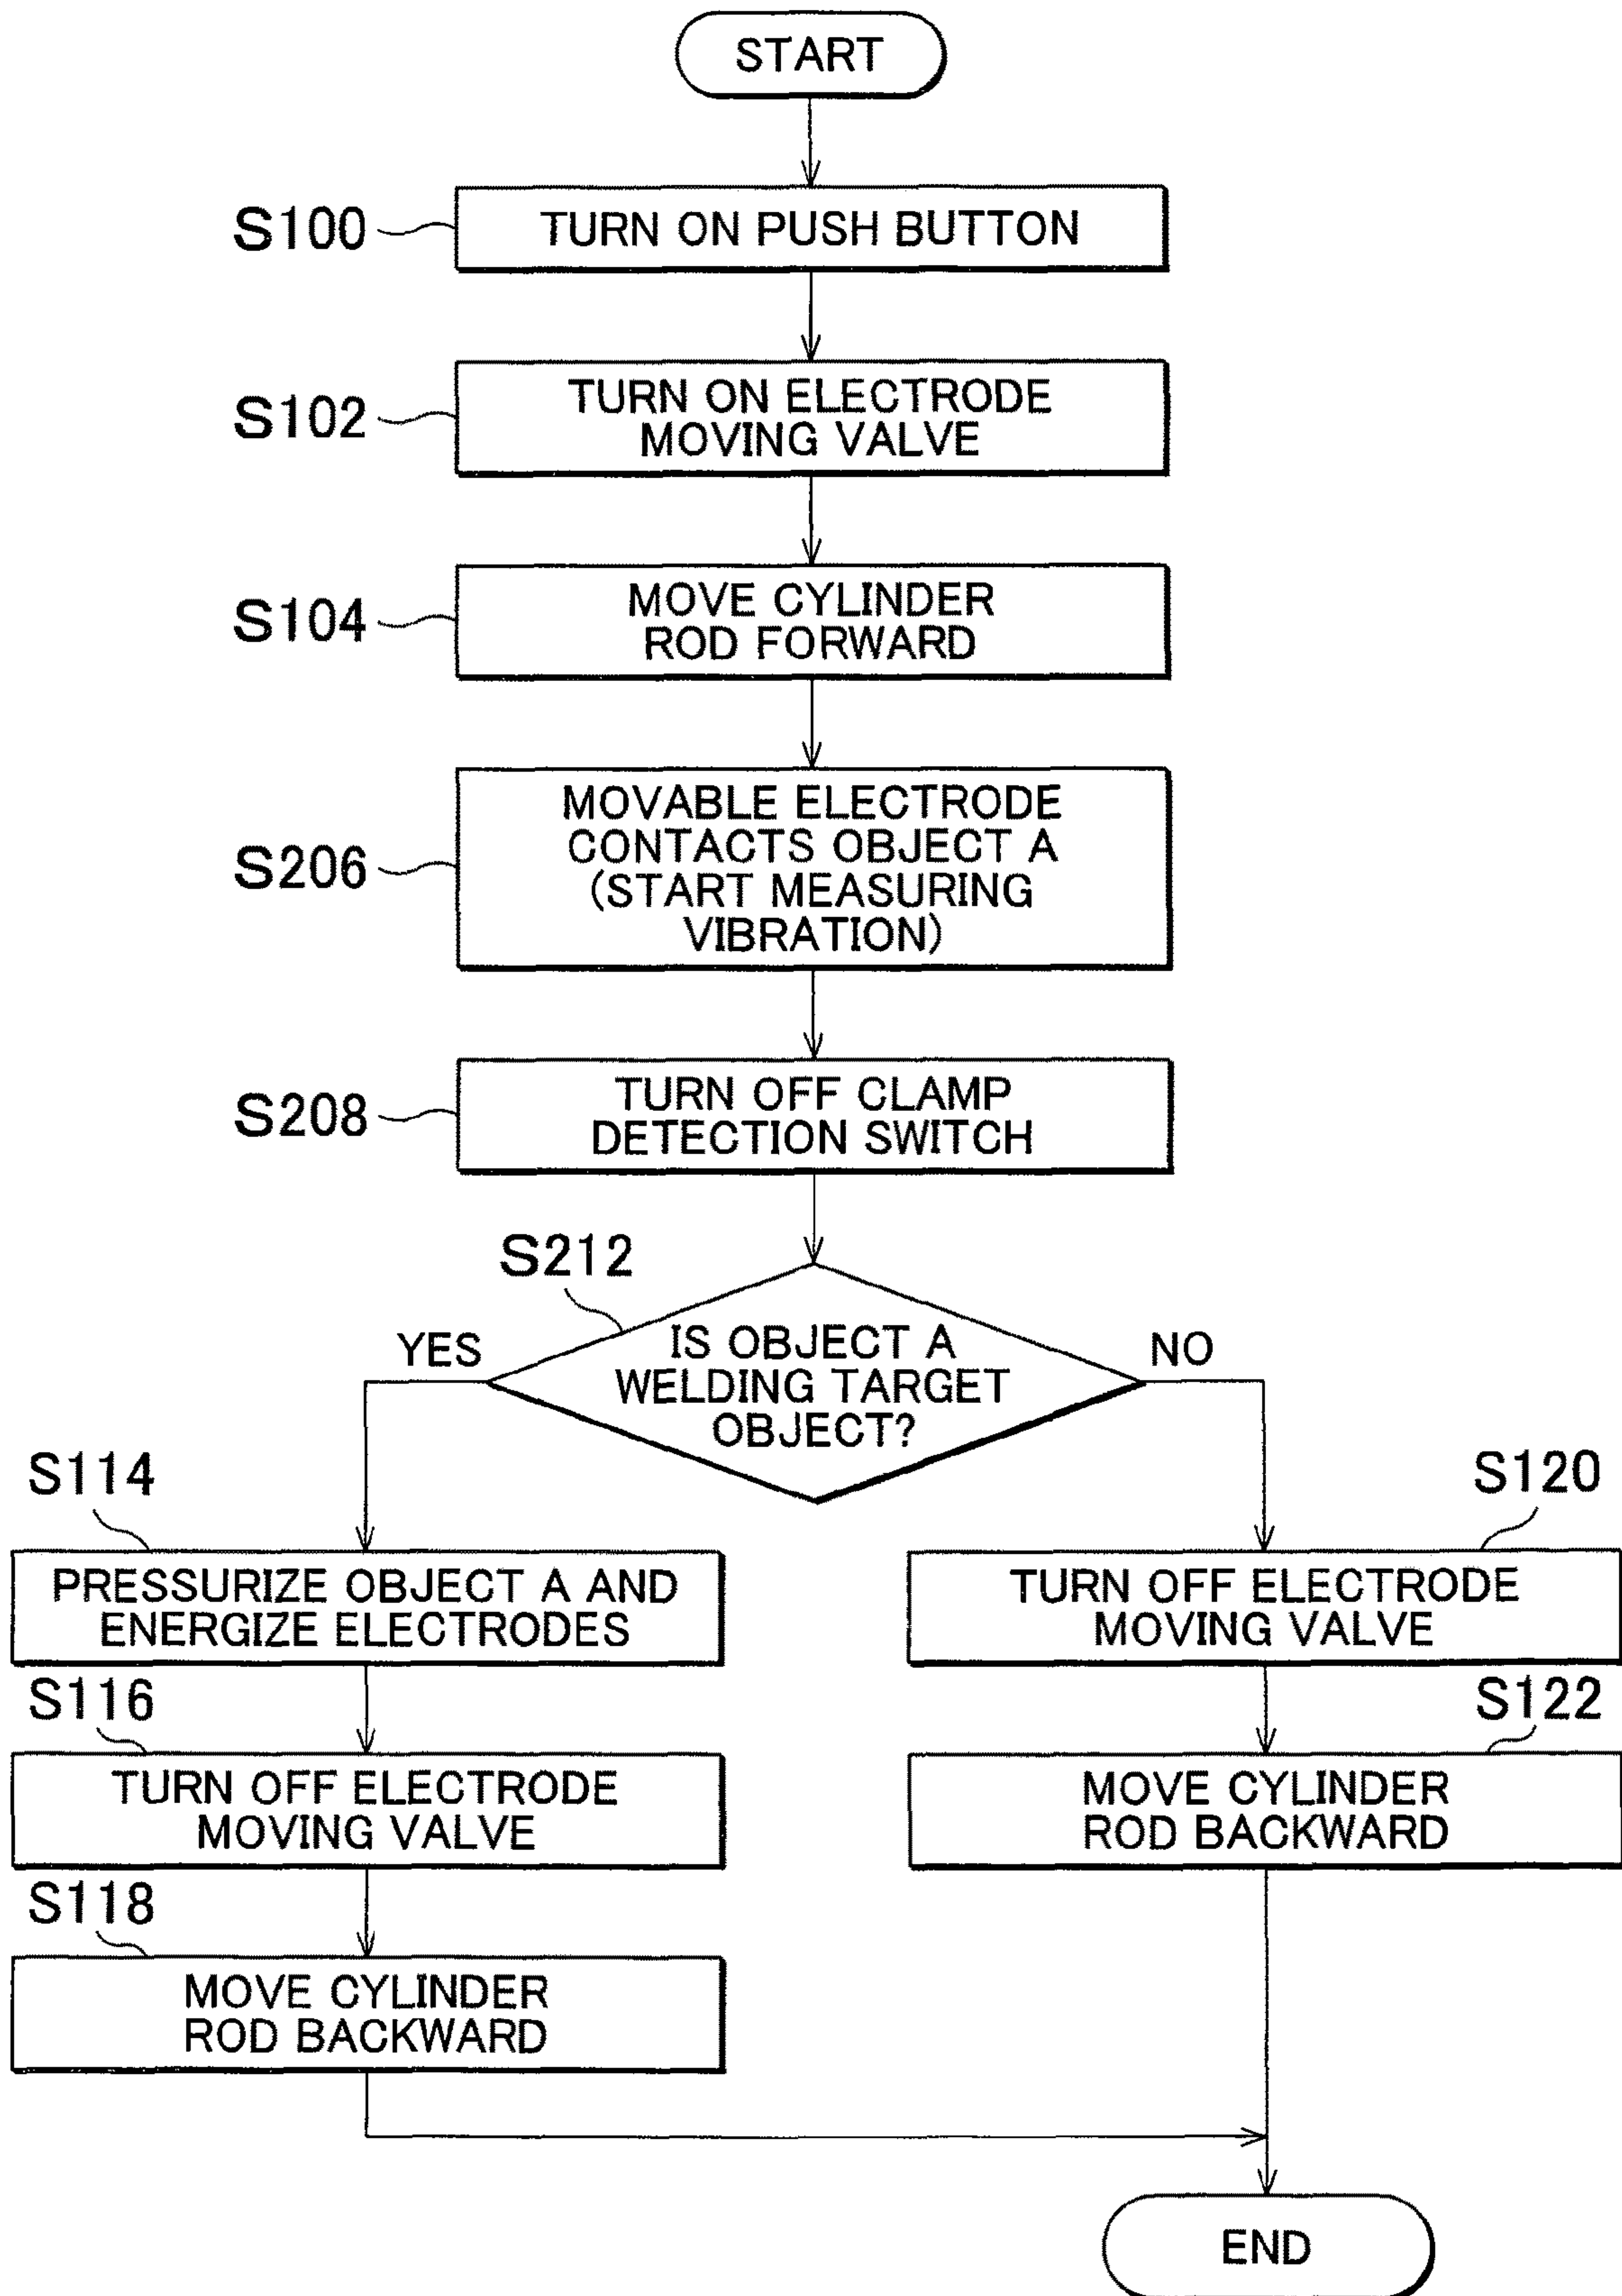 START
S100
TURN ON PUSH BUTTON
S102
TURN ON ELECTRODE
MOVING VALVE
S104
MOVE CYLINDER
ROD FORWARD
S206
MOVABLE ELECTRODE
CONTACTS OBJECT A
(START MEASURING
VIBRATION)
S208
TURN OFF CLAMP
DETECTION SWITCH
S212
IS OBJECT A
WELDING TARGET
OBJECT?
YES
NO
S114
PRESSURIZE OBJECT A AND
ENERGIZE ELECTRODES
S116
TURN OFF ELECTRODE
MOVING VALVE
S118
MOVE CYLINDER
ROD BACKWARD
S120
TURN OFF ELECTRODE
MOVING VALVE
S122
MOVE CYLINDER
ROD BACKWARD
END